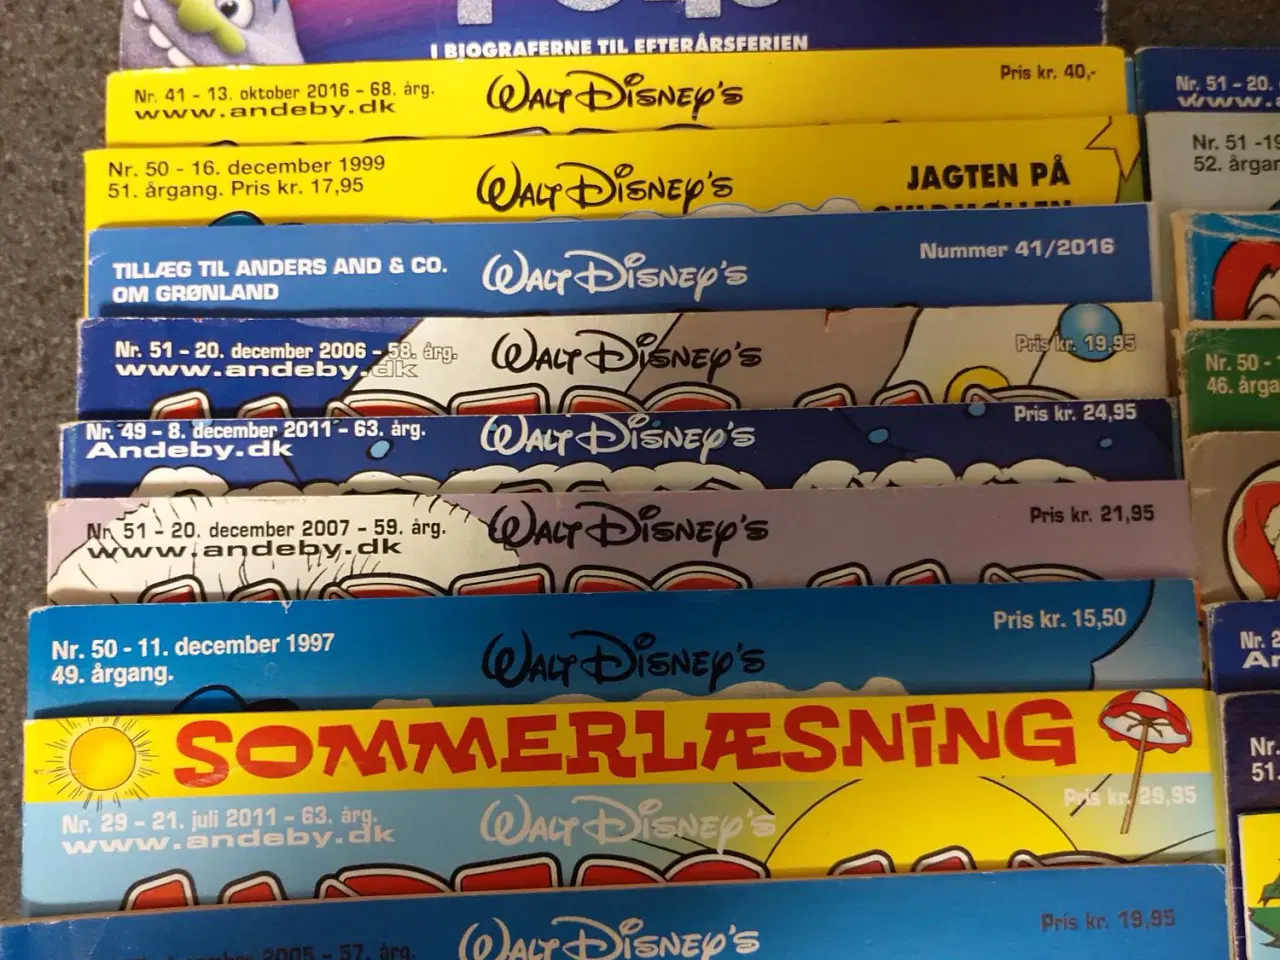 I BIOGRAFERNE TIL EFTERÅRSFERIEN
Nr. 41 - 13. oktober 2016 - 68. årg.
www.andeby.dk
WALT DISNEY'S
Pris kr. 40,-
Nr. 50 - 16. december 1999
51. årgang. Pris kr. 17,95
WALT DISNEY'S
JAGTEN PÅ
TILLÆG TIL ANDERS AND & CO.
OM GRØNLAND
WALT DISNEY'S
Nummer 41/2016
Nr. 51 - 20. december 2006 - 58. årg.
www.andeby.dk
WALT DISNEY'S
Pris kr. 19,95
Nr. 49 - 8. december 2011 - 63. årg.
Andeby.dk
WALT DISNEY'S
Pris kr. 24,95
Nr. 51 - 20. december 2007 - 59. årg.
www.andeby.dk
WALT DISNEY'S
Pris kr. 21,95
Nr. 50 - 11. december 1997
49. årgang.
WALT DISNEY'S
Pris kr. 15,50
SOMMERLÆSNING
Nr. 29 - 21. juli 2011 - 63. årg.
www.andeby.dk
WALT DISNEY'S
Pris kr. 29,95
2005 - 57. årg.
WALT DISNEY'S
Pris kr. 19,95
Nr. 51 - 20.
www.
Nr. 51 - 19
52. årgan
Nr. 50 -
46. årga
Nr. 2
An
Nr.
51.